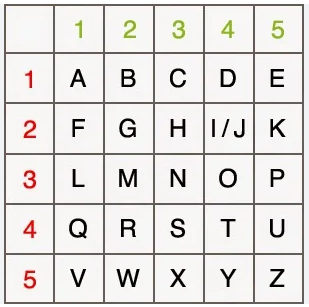 1 2 3 4 5
1 A B C D E
2 F G H I/J K
3 L M N O P
4 Q R S T U
5 V W X Y Z